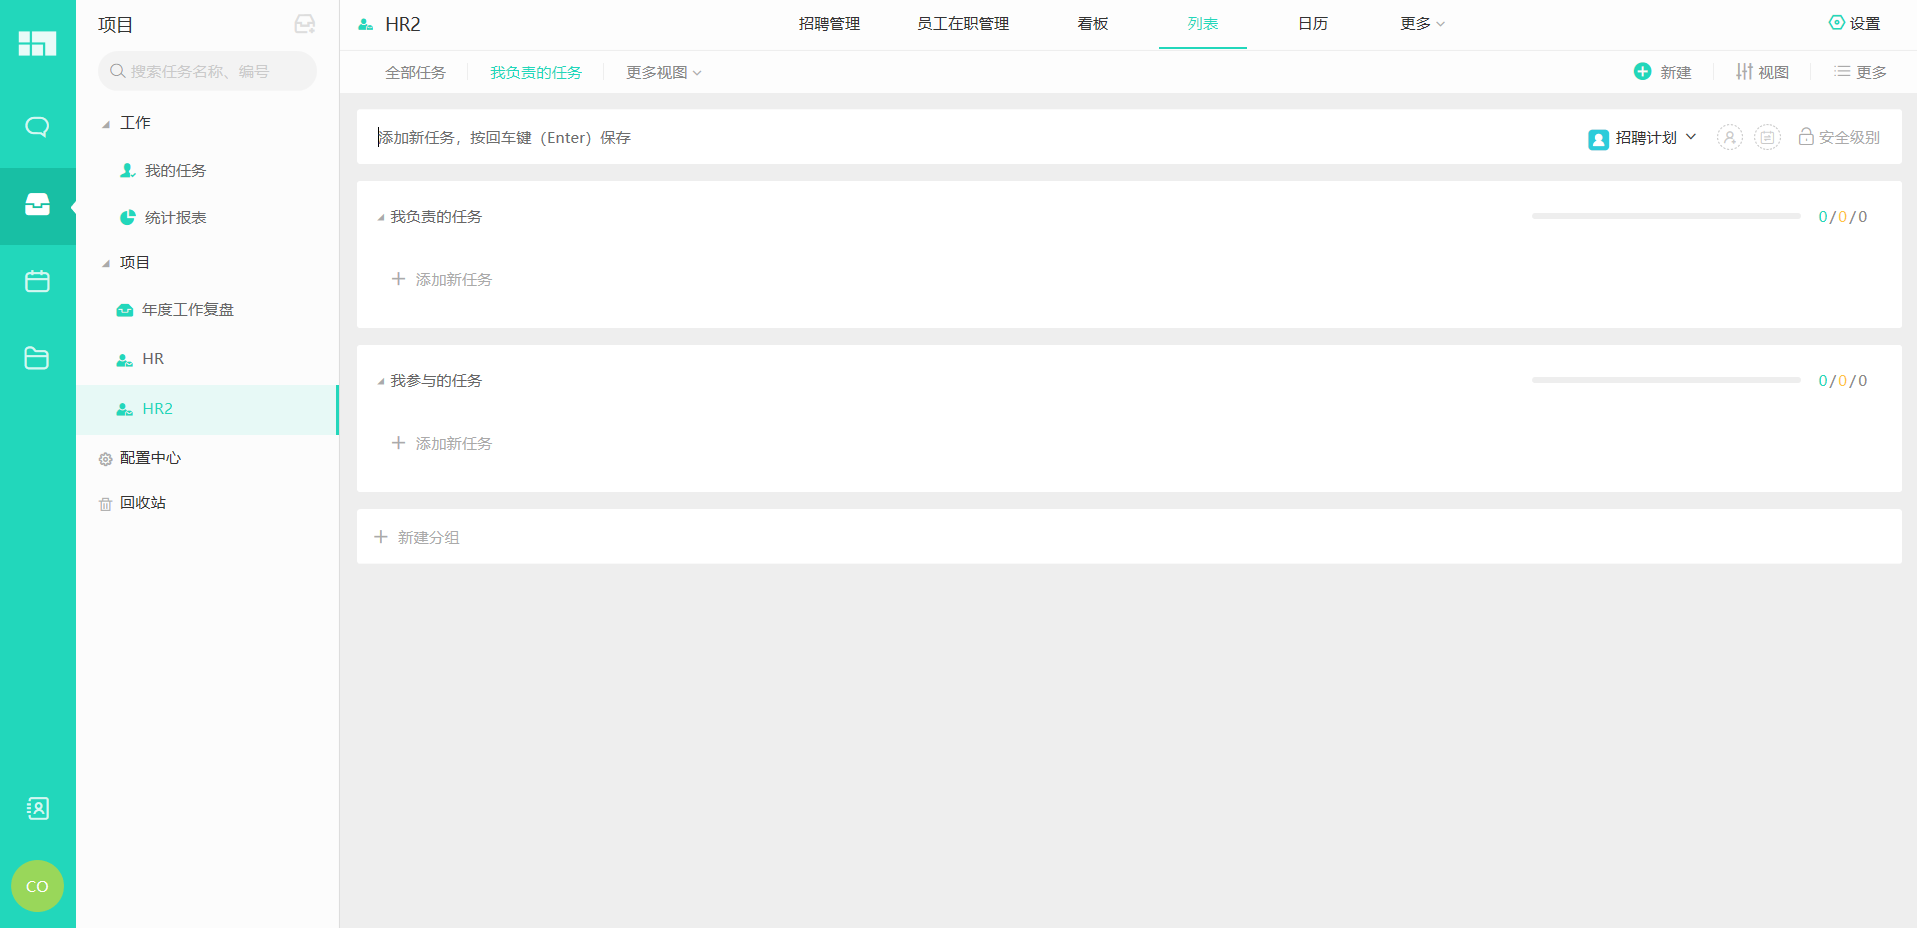 项目
搜索任务名称、编号
工作
我的任务
统计报表
项目
年度工作复盘
HR
HR2
配置中心
回收站
CO
HR2
招聘管理
员工在职管理
看板
列表
日历
更多
设置
全部任务
我负责的任务
更多视图
新建
视图
更多
添加新任务，按回车键（Enter）保存
招聘计划
安全级别
我负责的任务
0/0/0
添加新任务
我参与的任务
0/0/0
添加新任务
新建分组